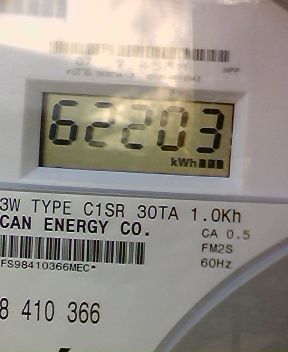 62203
kWh
3W TYPE C1SR 30TA 1.0Kh
CAN ENERGY CO.
CA 0.5
FM2S
60Hz
FS98410366MEC*
8 410 366